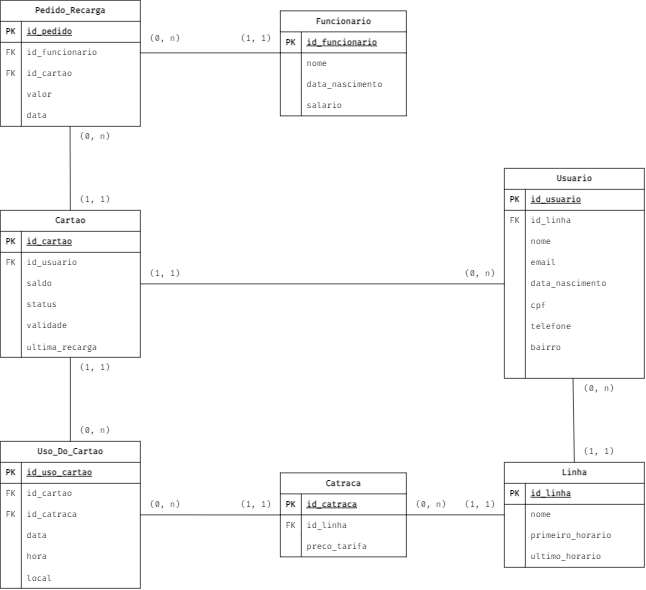 Pedido_Recarga
PK id_pedido
FK id_funcionario
FK id_cartao
valor
data
(0, n)
(1, 1)
Funcionario
PK id_funcionario
nome
data_nascimento
salario
(0, n)
(1, 1)
Cartao
PK id_cartao
FK id_usuario
saldo
status
validade
ultima_recarga
(1, 1)
(0, n)
Usuario
PK id_usuario
FK id_linha
nome
email
data_nascimento
cpf
telefone
bairro
(1, 1)
(0, n)
(0, n)
(1, 1)
Uso_Do_Cartao
PK id_uso_cartao
FK id_cartao
FK id_catraca
data
hora
local
(0, n)
(1, 1)
Catraca
PK id_catraca
FK id_linha
preco_tarifa
(0, n)
(1, 1)
Linha
PK id_linha
nome
primeiro_horario
ultimo_horario